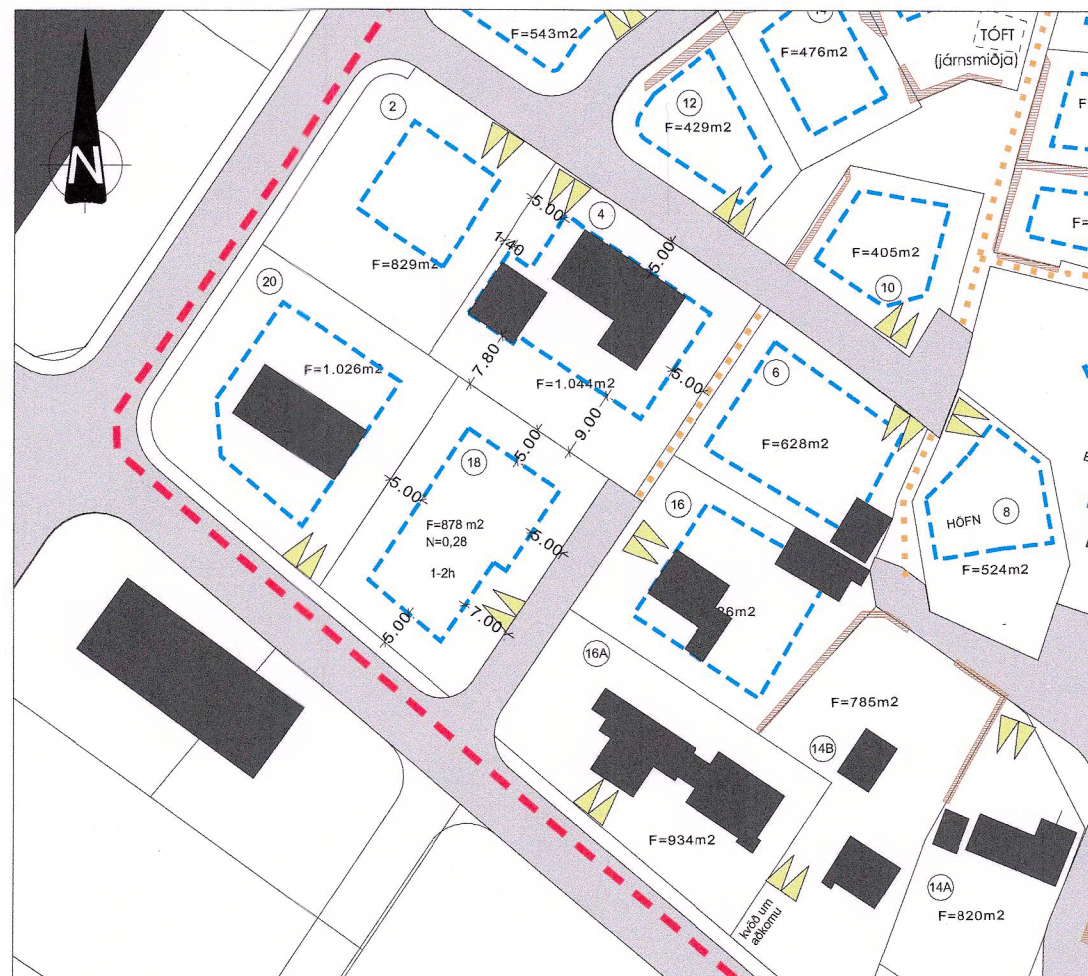 F=543m2
14
F=476m2
TÓFT
(járnsmiðja)
2
12
F=429m2
N
5.00
4
1.40
5.00
F=829m2
F=405m2
10
20
7.80
F=1.026m2
F=1.044m2
5.00
6
9.00
F=628m2
18
5.00
5.00
16
F=878 m2
N=0,28
1-2h
5.00
HÖFN
8
F=524m2
5.00
7.00
16A
F=785m2
14B
F=934m2
14A
F=820m2
kvöð um
aðkomu